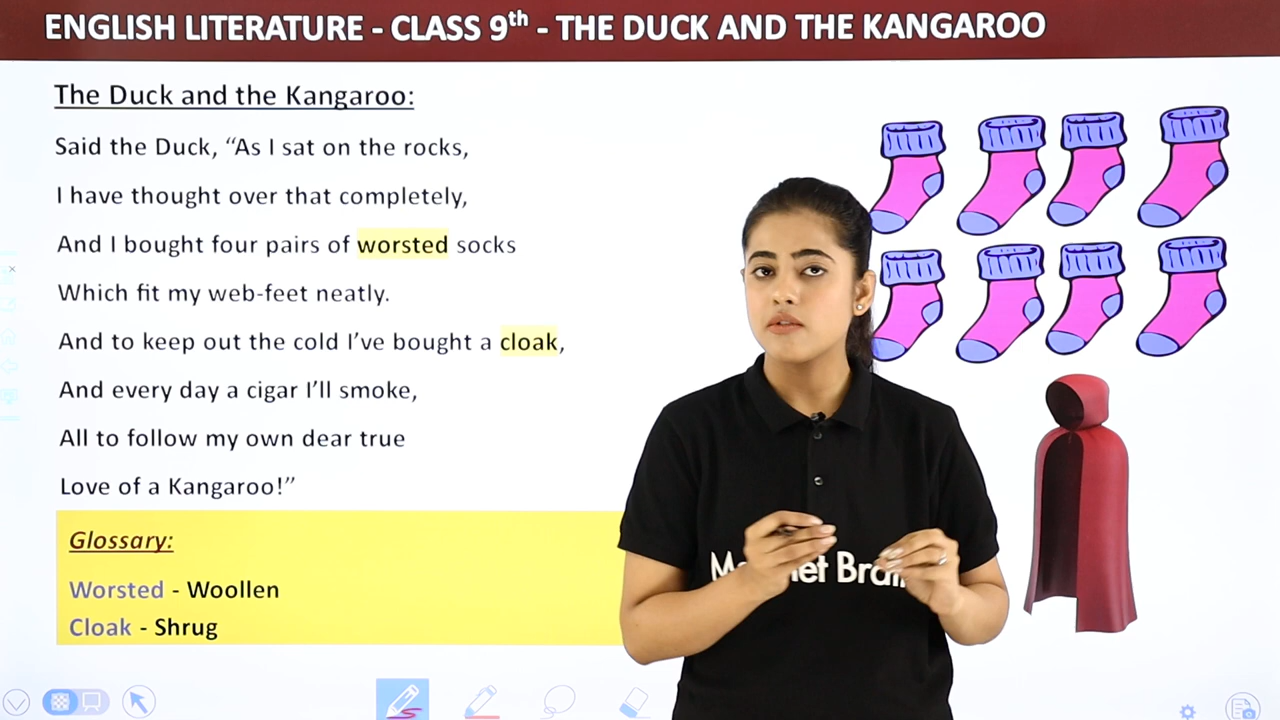 ENGLISH LITERATURE - CLASS 9th - THE DUCK AND THE KANGAROO
The Duck and the Kangaroo:
Said the Duck, “As I sat on the rocks,
I have thought over that completely,
And I bought four pairs of worsted socks
Which fit my web-feet neatly.
And to keep out the cold I’ve bought a cloak,
And every day a cigar I’ll smoke,
All to follow my own dear true
Love of a Kangaroo!”
Glossary:
Worsted - Woollen
Cloak - Shrug